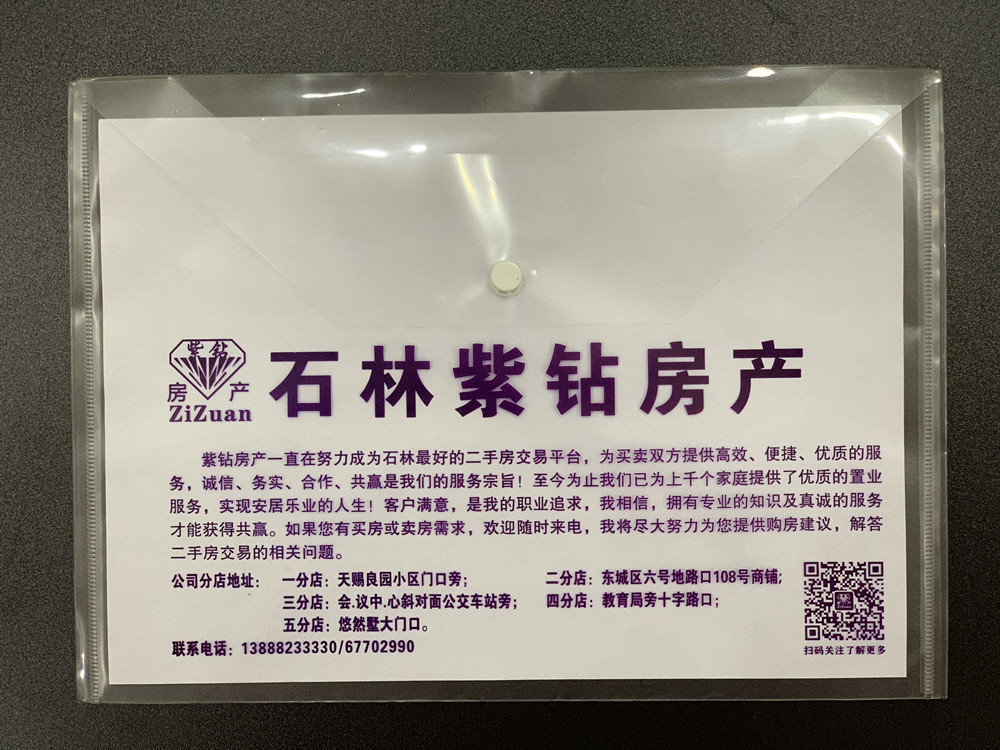 紫钻
房产
ZiZuan
石林紫钻房产
紫钻房产一直在努力成为石林最好的二手房交易平台，为买卖双方提供高效、便捷、优质的服
务，诚信、务实、合作、共赢是我们的服务宗旨！至今为止我们已为上千个家庭提供了优质的置业
服务，实现安居乐业的人生！客户满意，是我的职业追求，我相信，拥有专业的知识及真诚的服务
才能获得共赢。如果您有买房或卖房需求，欢迎随时来电，我将尽大努力为您提供购房建议，解答
二手房交易的相关问题。
公司分店地址： 一分店：天赐良园小区门口旁； 二分店：东城区六号地路口108号商铺;
三分店：会.议中.心斜对面公交车站旁； 四分店：教育局旁十字路口；
五分店：悠然墅大门口。
联系电话：13888233330/67702990
扫码关注了解更多